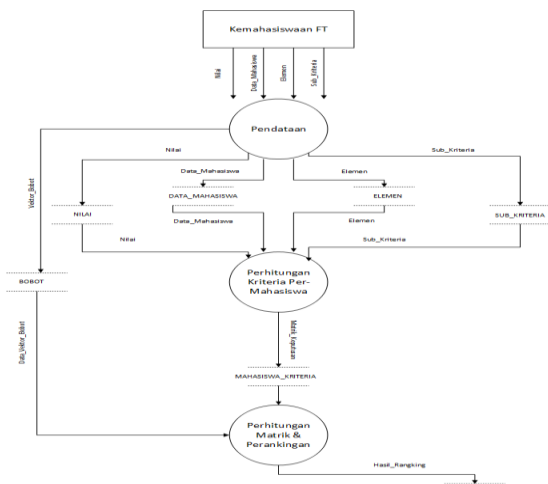 Kemahasiswaan FT
Nilai
Data_Mahasiswa
Elemen
Sub_Kriteria
Pendataan
Nilai
Data_Mahasiswa
Elemen
Sub_Kriteria
Vektor_Bobot
DATA_MAHASISWA
ELEMEN
NILAI
SUB_KRITERIA
Data_Mahasiswa
Elemen
Nilai
Sub_Kriteria
Perhitungan
Kriteria Per-
Mahasiswa
BOBOT
Data_Vektor_Bobot
Matrik_Keputusan
MAHASISWA_KRITERIA
Perhitungan
Matrik &
Perankingan
Hasil_Rangking